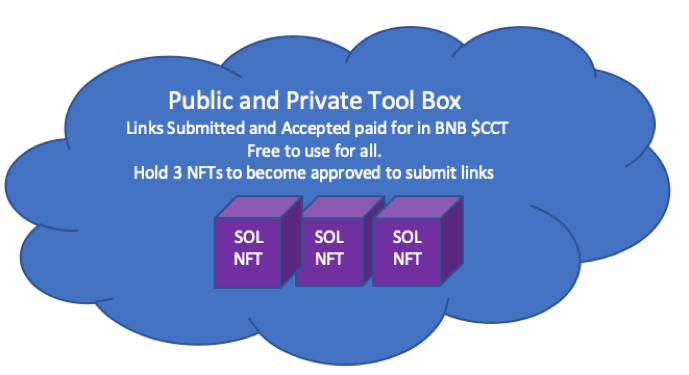 Public and Private Tool Box
Links Submitted and Accepted paid for in BNB $CCT
Free to use for all.
Hold 3 NFTs to become approved to submit links
SOL
NFT
SOL
NFT
SOL
NFT